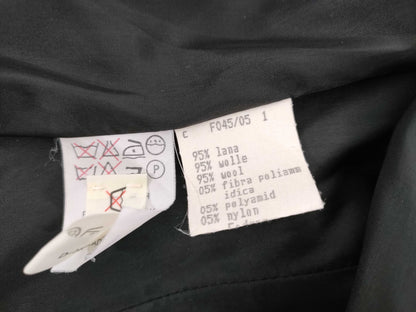 C F045/05 1
95% lana
95% wolle
95% wool
05% fibra poliamm
idica
05% polyamid
05% nylon
P